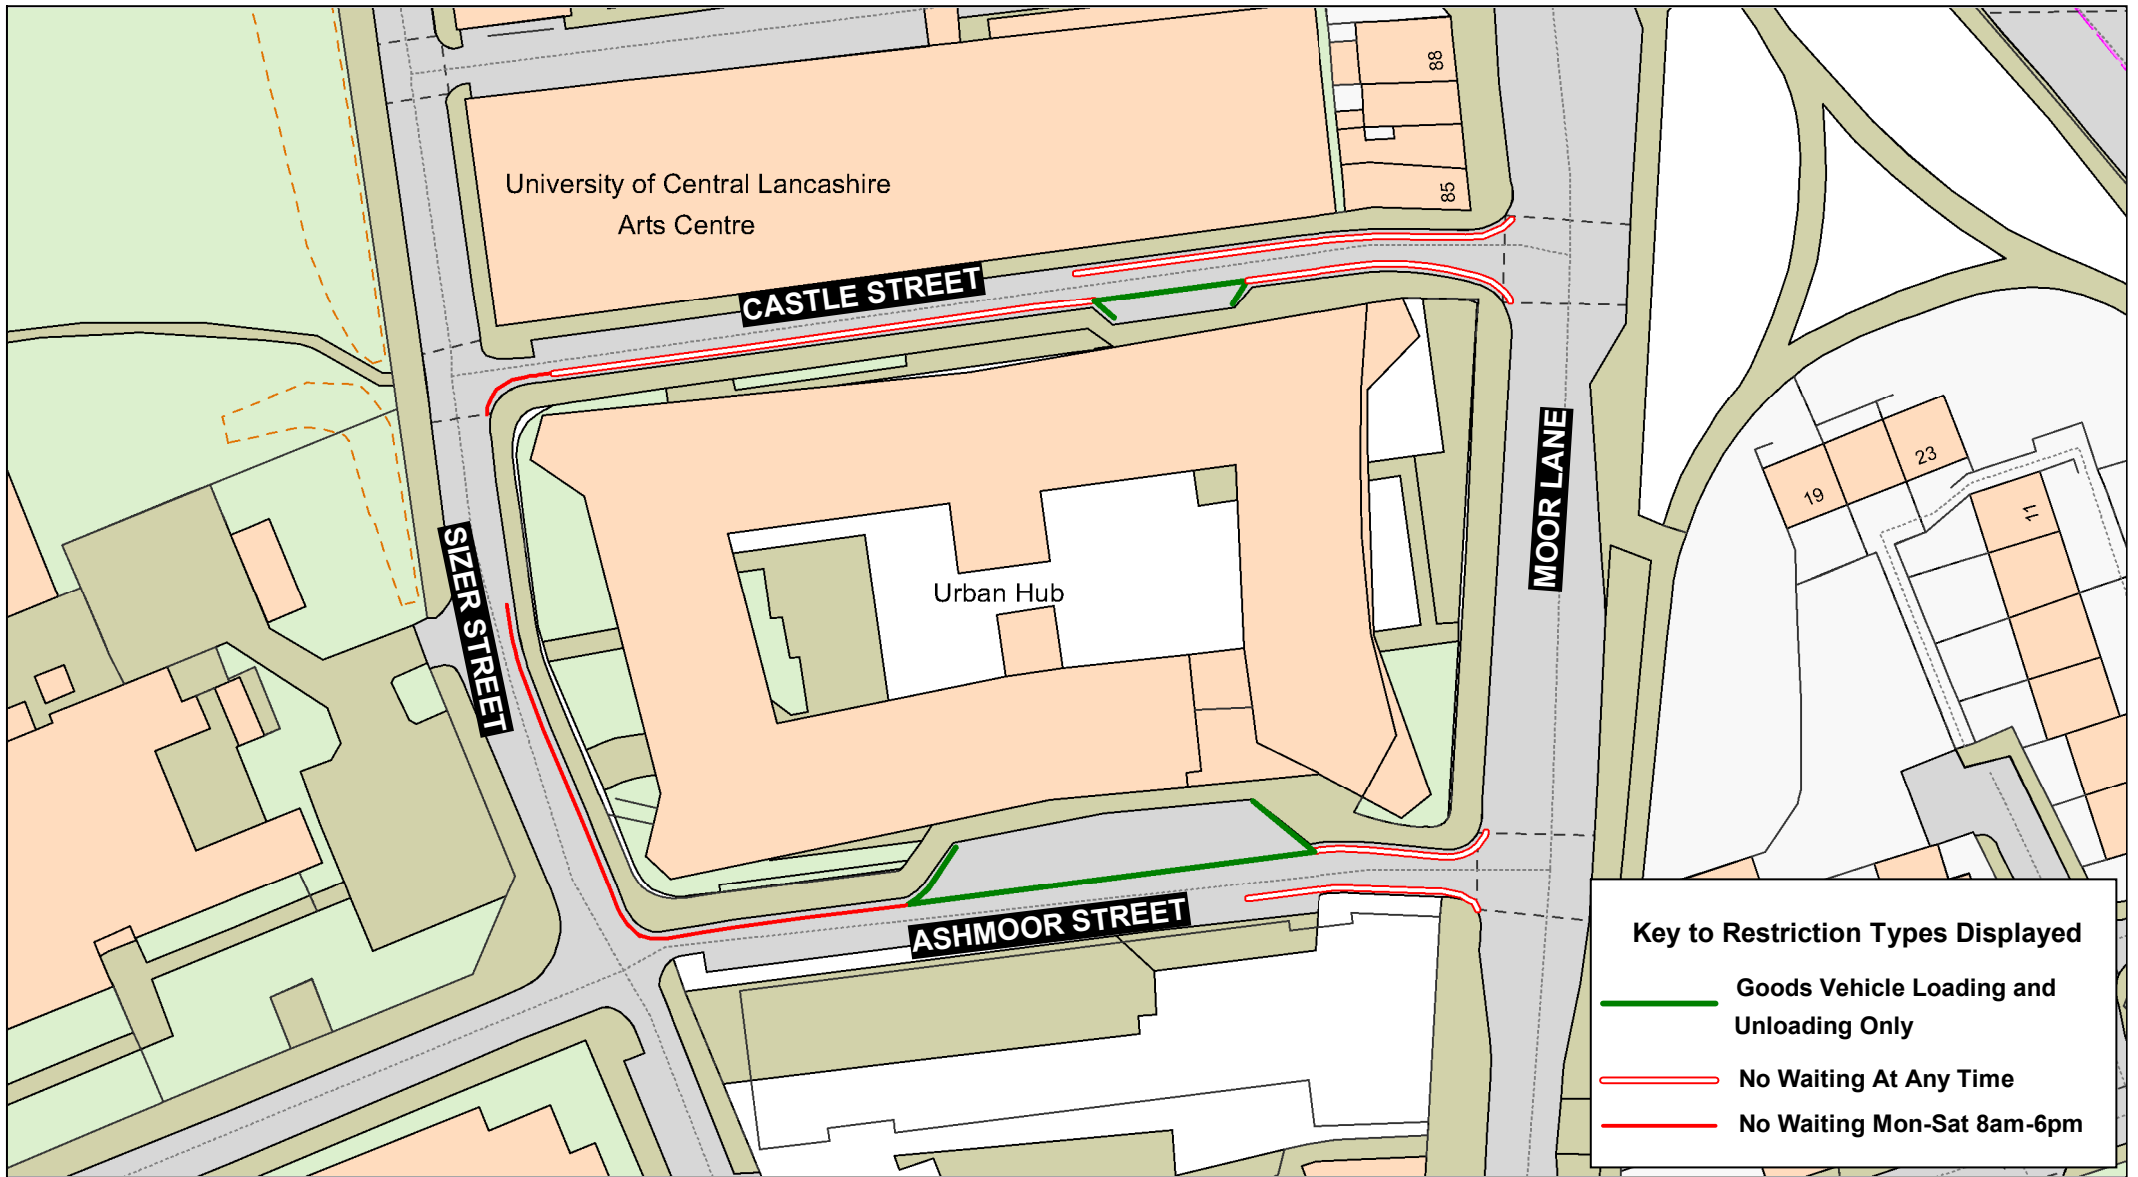 88
University of Central Lancashire
Arts Centre
85
CASTLE STREET
MOOR LANE
23
19
11
SIZER STREET
Urban Hub
ASHMOOR STREET
Key to Restriction Types Displayed
Goods Vehicle Loading and
Unloading Only
No Waiting At Any Time
No Waiting Mon-Sat 8am-6pm